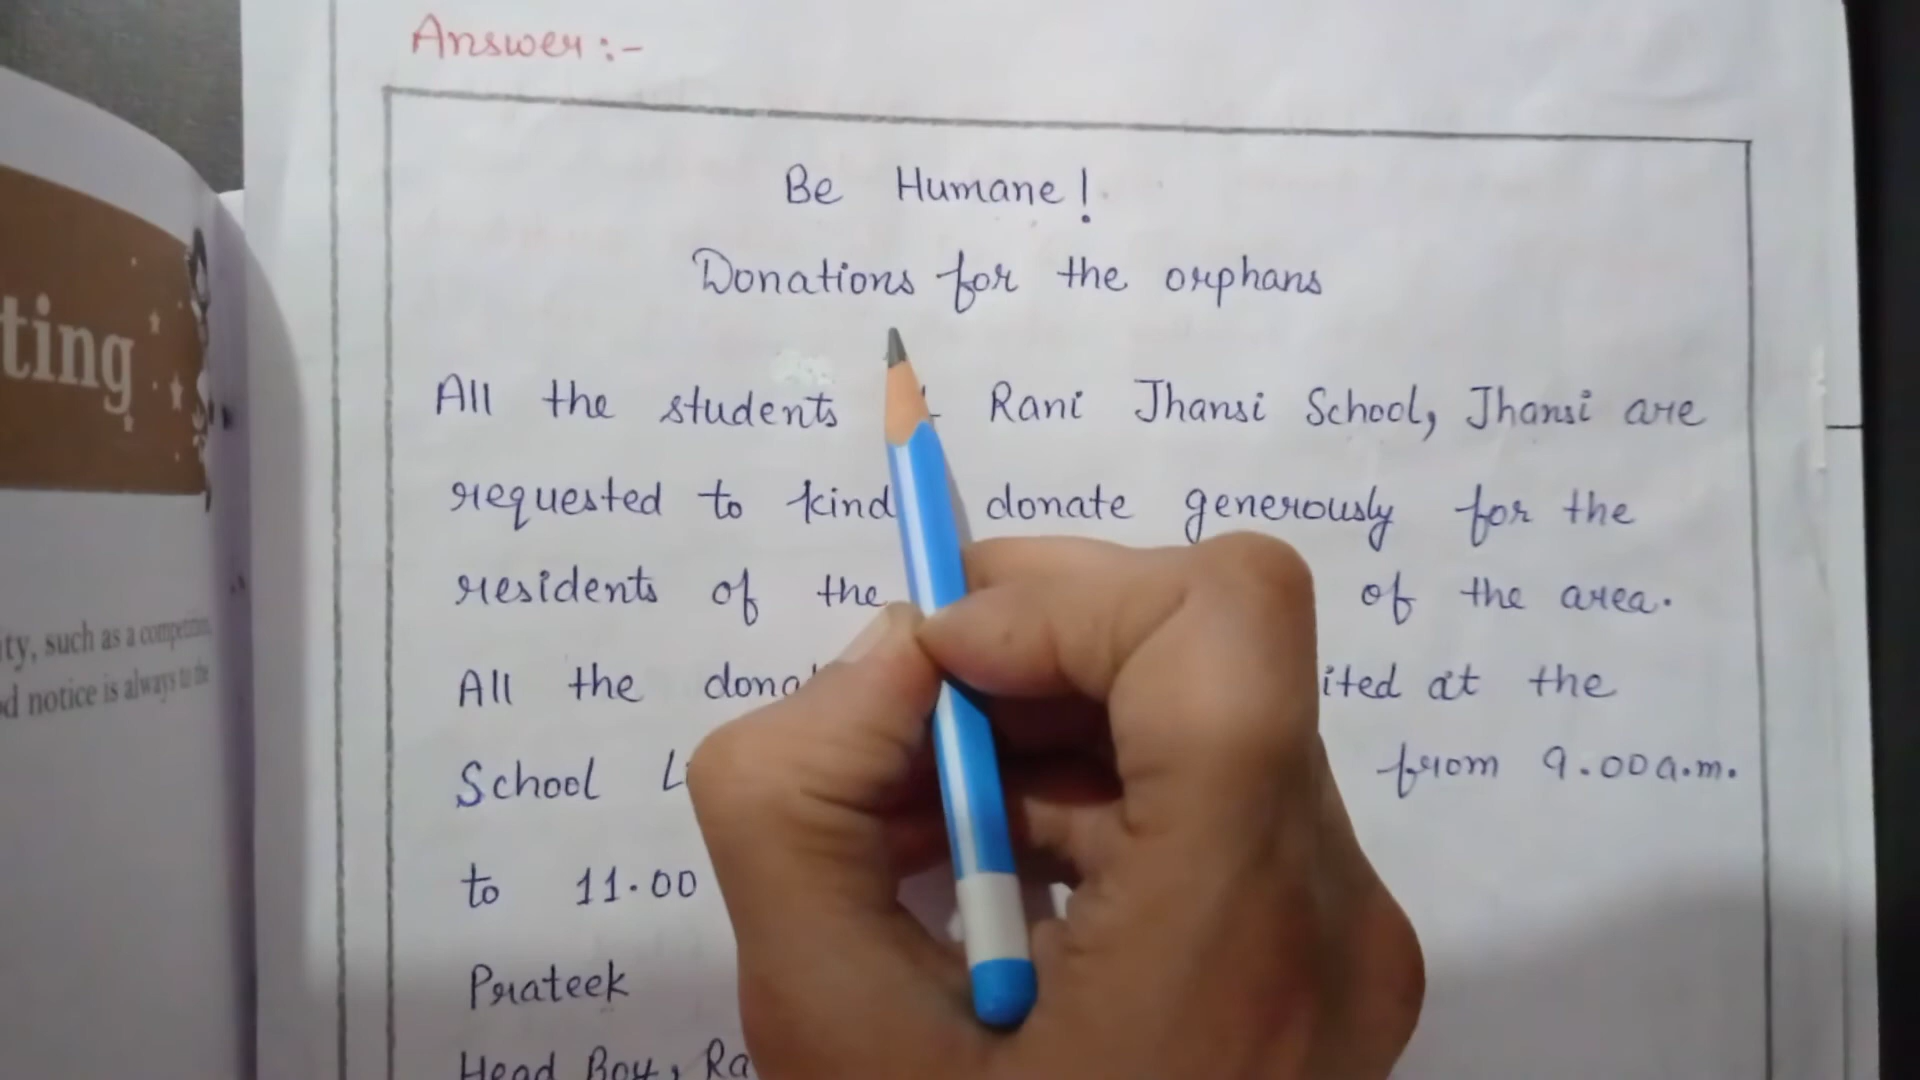 Answer :-
Be Humane!
Donations for the orphans
All the students Rani Jhansi School, Jhansi are
requested to donate generously for the
residents of the of the area.
All the at the
School from 9.00 a.m.
to 11.00
Prateek
Head Boy,
ting
ty, such as a competition,
notice is always to the